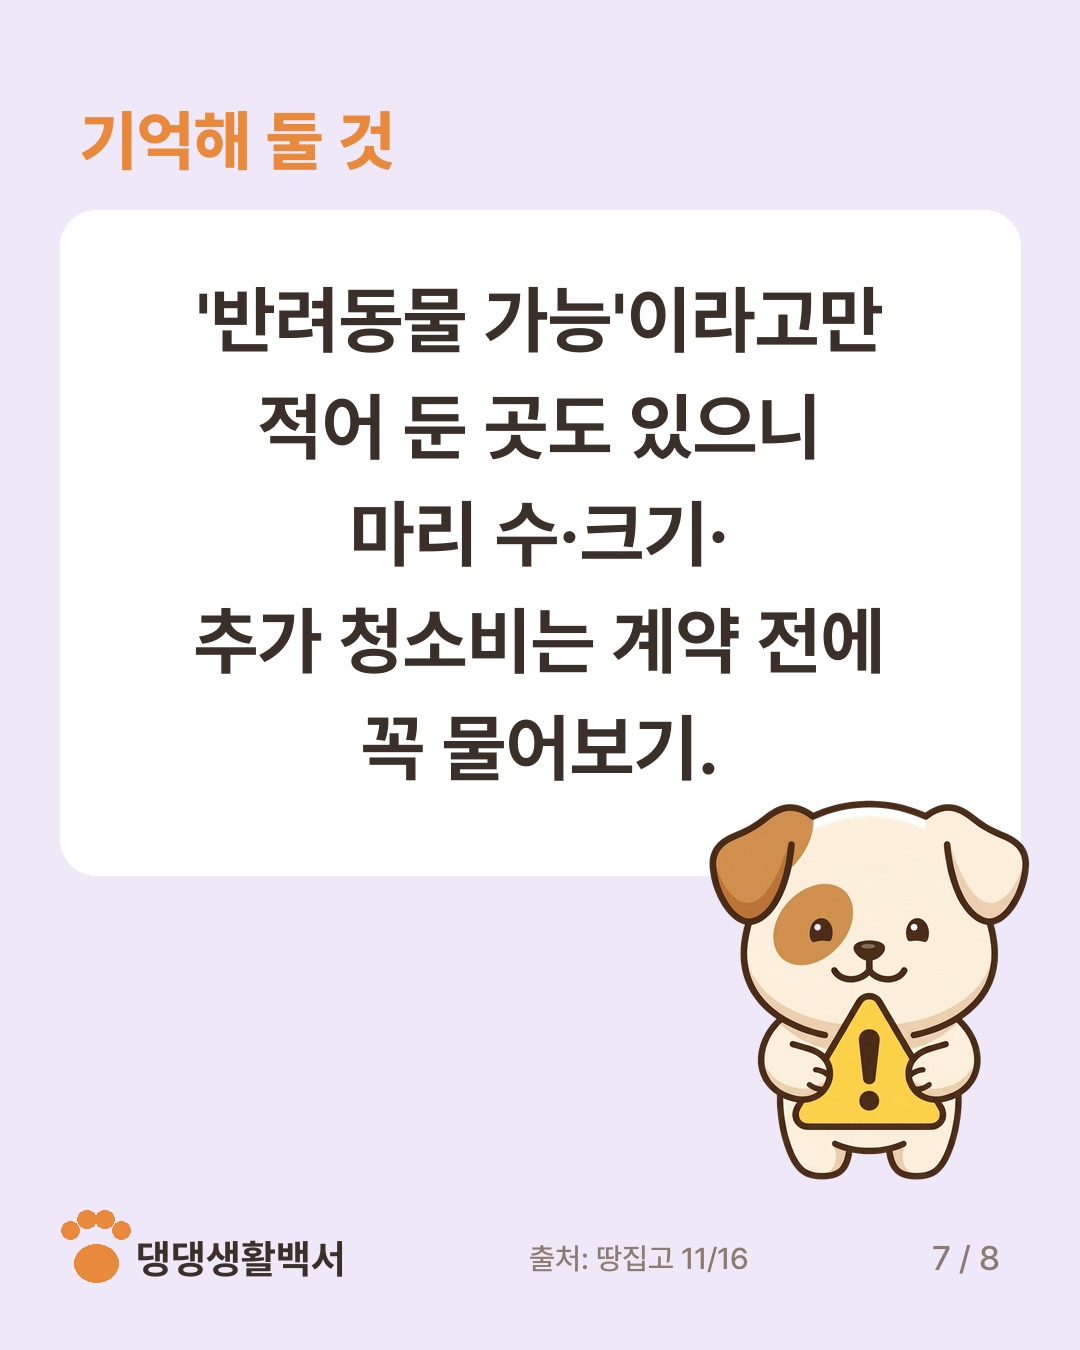 기억해 둘 것
'반려동물 가능'이라고만
적어 둔 곳도 있으니
마리 수·크기·
추가 청소비는 계약 전에
꼭 물어보기.
댕댕생활백서
출처: 땅집고 11/16
7 / 8